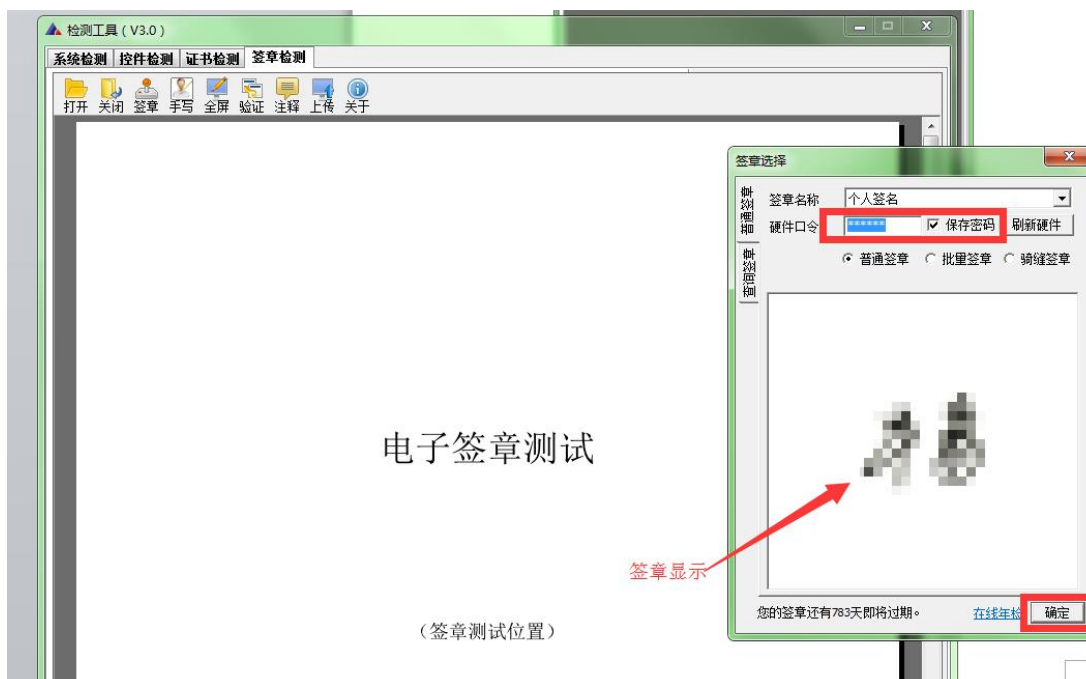 检测工具（V3.0）
系统检测 控件检测 证书检测 签章检测
打开 关闭 签章 手写 全屏 验证 注释 上传 关于
签章选择
普通签章
查询签章
签章名称 个人签名
硬件口令 ****** 保存密码 刷新硬件
普通签章 批量签章 骑缝签章
电子签章测试
签章显示
（签章测试位置）
您的签章还有783天即将过期。 在线年检 确定